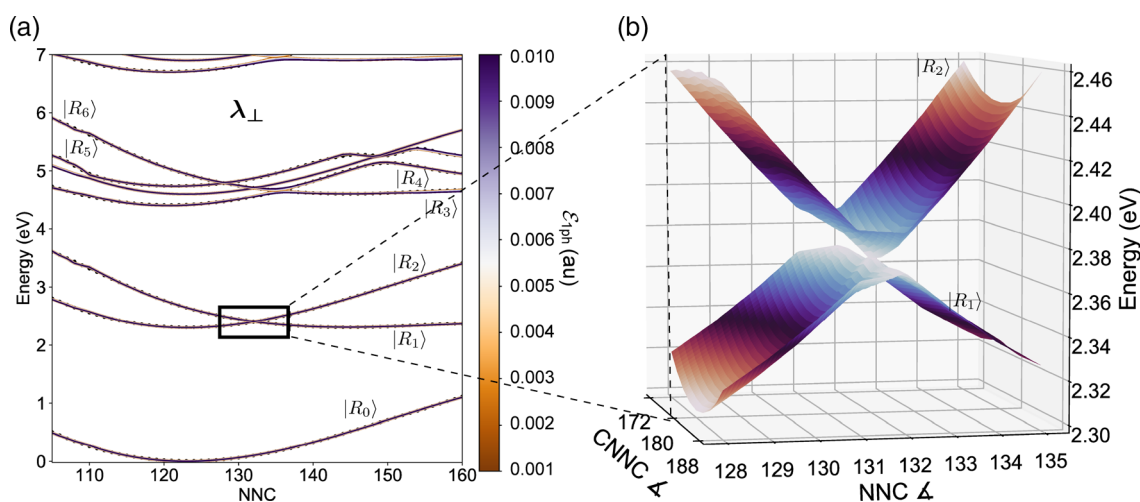 (a)
7
6
5
4
3
2
1
0
Energy (eV)
|R₆⟩
|R₅⟩
|R₄⟩
|R₃⟩
|R₂⟩
|R₁⟩
|R₀⟩
λ⊥
110 120 130 140 150 160
NNC
0.010
0.009
0.008
0.007
0.006
0.005
0.004
0.003
0.002
0.001
ℰ1ph (au)
(b)
|R₂⟩
|R₁⟩
2.46
2.44
2.42
2.40
2.38
2.36
2.34
2.32
2.30
Energy (eV)
172
180
188
CNNC ∡
128 129 130 131 132 133 134 135
NNC ∡